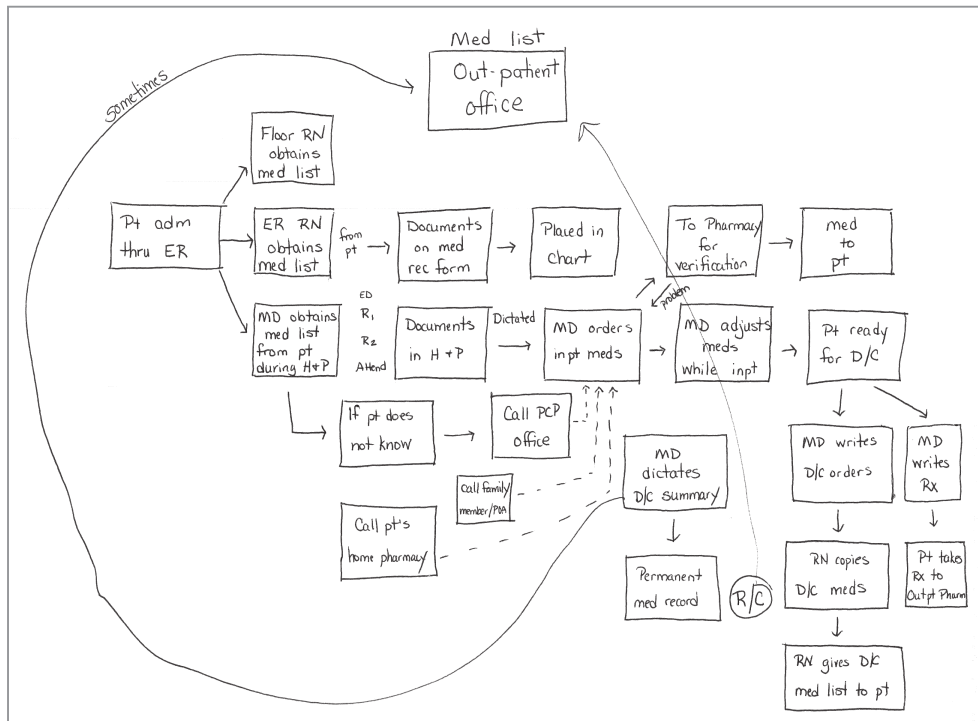 Med list
Out-patient
office
sometimes
Floor RN
obtains
med list
Pt adm
thru ER
ER RN
obtains
med list
from
pt
Documents
on med
rec form
Placed in
chart
To Pharmacy
for
verification
med
to
pt
problem
MD obtains
med list
from pt
during H+P
ED
R1
R2
Attend
Documents
in H + P
Dictated
MD orders
inpt meds
MD adjusts
meds
while inpt
Pt ready
for D/C
If pt does
not know
Call PCP
office
Call family
member/POA
Call pt's
home pharmacy
MD
dictates
D/C summary
Permanent
med record
R/C
MD writes
D/C orders
MD
writes
Rx
RN copies
D/C meds
Pt takes
Rx to
Outpt Pharm
RN gives D/C
med list to pt